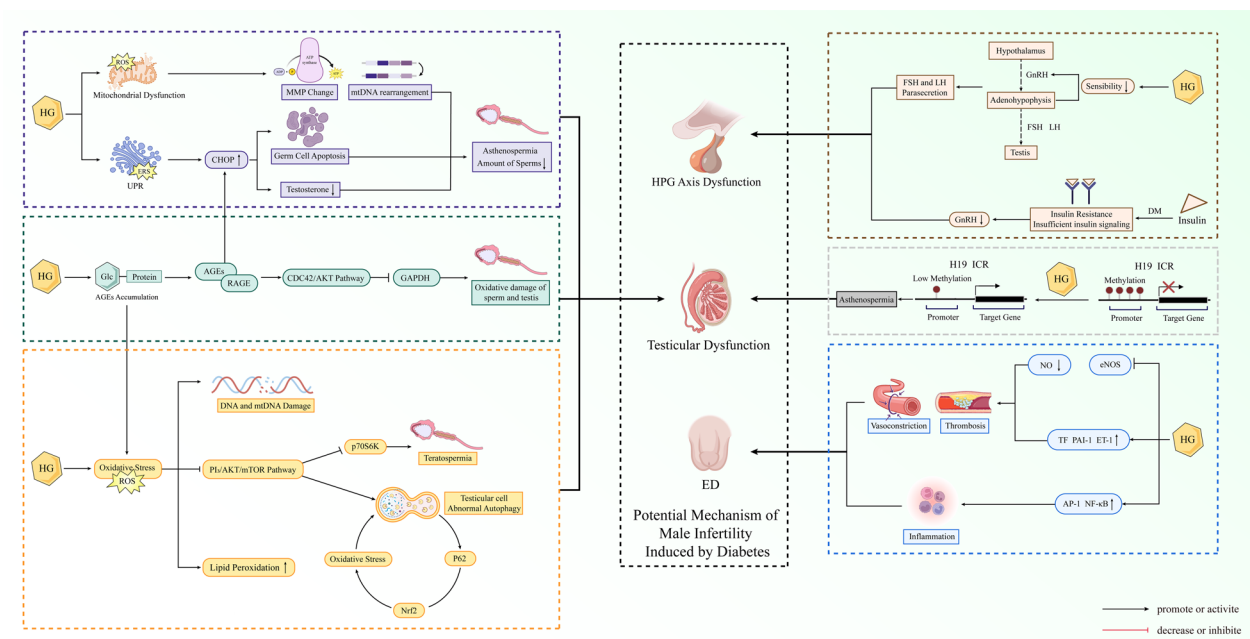 HG
ROS
Mitochondrial Dysfunction
ATP
synthase
ADP
P
ATP
MMP Change
mtDNA rearrangement
ERS
UPR
CHOP ↑
Germ Cell Apoptosis
Testosterone ↓
Asthenospermia
Amount of Sperms ↓
HG
Glc
Protein
AGEs Accumulation
AGEs
RAGE
CDC42/AKT Pathway
GAPDH
Oxidative damage of
sperm and testis
HG
Oxidative Stress
ROS
DNA and mtDNA Damage
PI₃/AKT/mTOR Pathway
p70S6K
Teratospermia
Testicular cell
Abnormal Autophagy
Oxidative Stress
P62
Nrf2
Lipid Peroxidation ↑
HPG Axis Dysfunction
Testicular Dysfunction
ED
Potential Mechanism of
Male Infertility
Induced by Diabetes
Hypothalamus
GnRH
FSH and LH
Parasecretion
Adenohypophysis
Sensibility ↓
HG
FSH LH
Testis
GnRH ↓
Insulin Resistance
Insufficient insulin signaling
DM
Insulin
H19 ICR
Low Methylation
HG
H19 ICR
Methylation
Asthenospermia
Promoter
Target Gene
Promoter
Target Gene
NO ↓
eNOS
Vasoconstriction
Thrombosis
TF PAI-1 ET-1 ↑
HG
AP-1 NF-κB ↑
Inflammation
promote or activite
decrease or inhibite